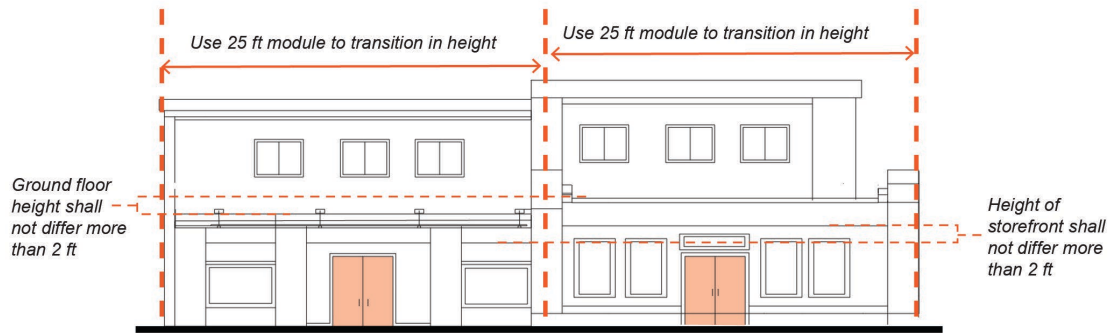 Use 25 ft module to transition in height
Use 25 ft module to transition in height
Ground floor
height shall
not differ more
than 2 ft
Height of
storefront shall
not differ more
than 2 ft